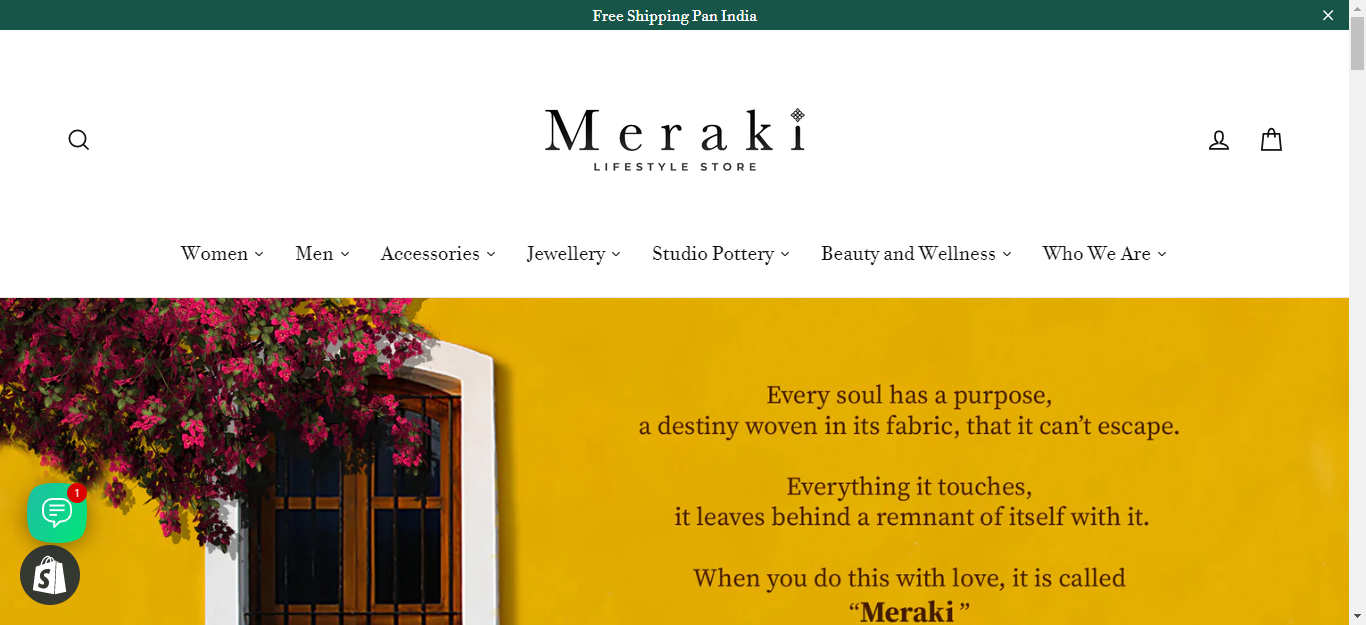 Free Shipping Pan India
Meraki
LIFESTYLE STORE
Women Men Accessories Jewellery Studio Pottery Beauty and Wellness Who We Are
Every soul has a purpose,
a destiny woven in its fabric, that it can’t escape.
Everything it touches,
it leaves behind a remnant of itself with it.
When you do this with love, it is called
“Meraki ”
1
S